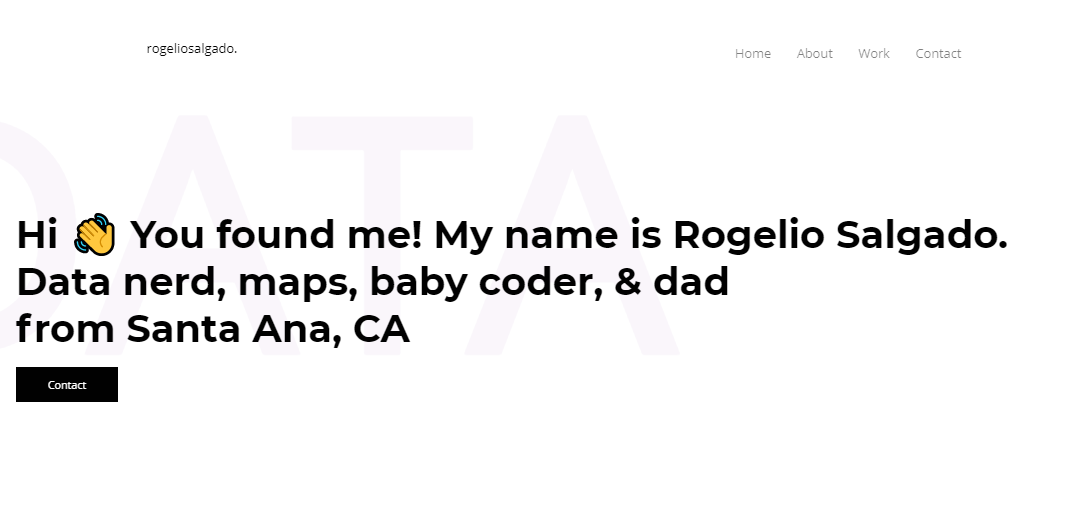 rogeliosalgado.
Home About Work Contact
DATA
Hi 👋 You found me! My name is Rogelio Salgado.
Data nerd, maps, baby coder, & dad
from Santa Ana, CA
Contact